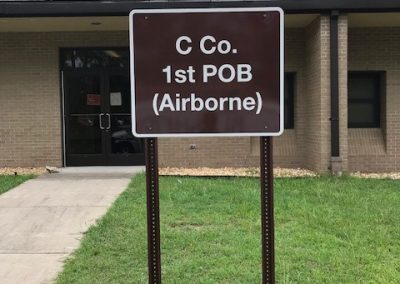 C Co.
1st POB
(Airborne)